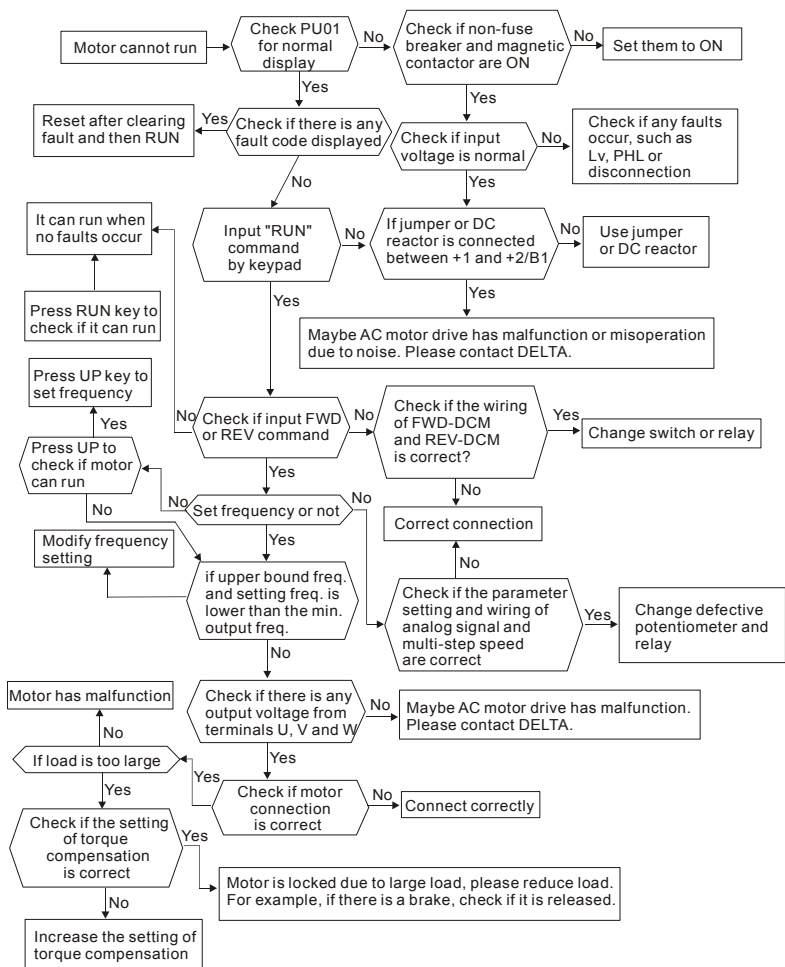 Motor cannot run
Check PU01
for normal
display
No
Check if non-fuse
breaker and magnetic
contactor are ON
No
Set them to ON
Yes
Yes
Reset after clearing
fault and then RUN
Yes
Check if there is any
fault code displayed
Check if input
voltage is normal
No
Check if any faults
occur, such as
Lv, PHL or
disconnection
No
Yes
It can run when
no faults occur
Input "RUN"
command
by keypad
No
If jumper or DC
reactor is connected
between +1 and +2/B1
No
Use jumper
or DC reactor
Press RUN key to
check if it can run
Yes
Yes
Maybe AC motor drive has malfunction or misoperation
due to noise. Please contact DELTA.
Press UP key to
set frequency
No
Check if input FWD
or REV command
No
Check if the wiring
of FWD-DCM
and REV-DCM
is correct?
Yes
Change switch or relay
Yes
Press UP to
check if motor
can run
Yes
No
No
Set frequency or not
No
No
Correct connection
Modify frequency
setting
Yes
No
if upper bound freq.
and setting freq. is
lower than the min.
output freq.
Check if the parameter
setting and wiring of
analog signal and
multi-step speed
are correct
Yes
Change defective
potentiometer and
relay
No
Motor has malfunction
Check if there is any
output voltage from
terminals U, V and W
No
Maybe AC motor drive has malfunction.
Please contact DELTA.
No
Yes
If load is too large
Yes
Check if motor
connection
is correct
No
Connect correctly
Yes
Check if the setting
of torque
compensation
is correct
Yes
Motor is locked due to large load, please reduce load.
For example, if there is a brake, check if it is released.
No
Increase the setting of
torque compensation